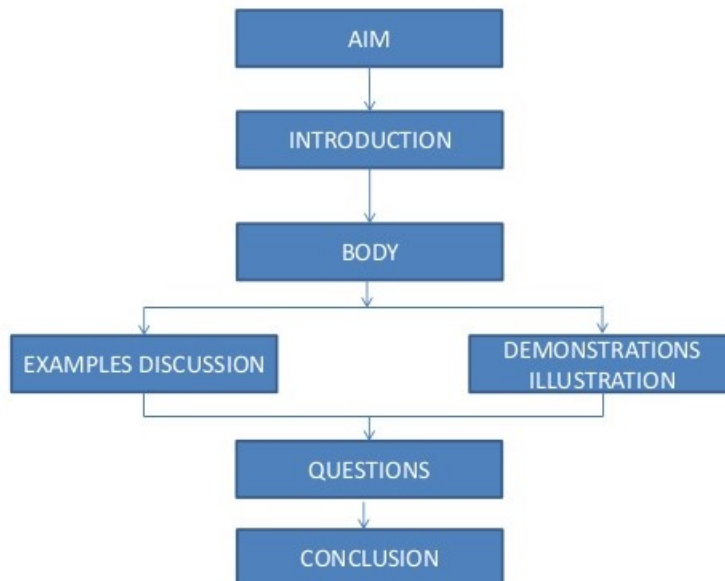 AIM
INTRODUCTION
BODY
EXAMPLES DISCUSSION
DEMONSTRATIONS
ILLUSTRATION
QUESTIONS
CONCLUSION